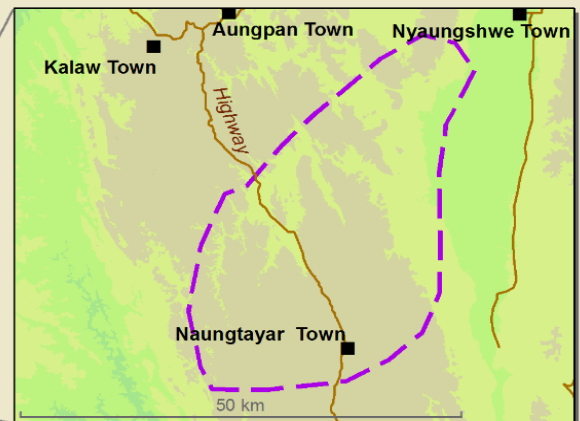 Aungpan Town
Nyaungshwe Town
Kalaw Town
Highway
Naungtayar  Town
50 km